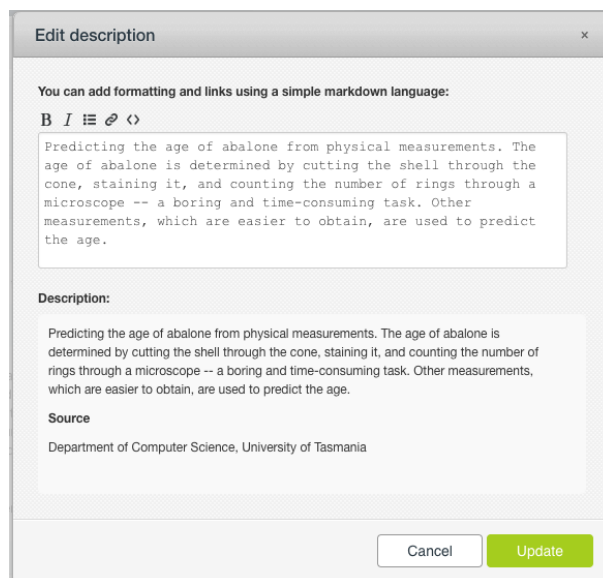 Edit description
×
You can add formatting and links using a simple markdown language:
B I <>
Predicting the age of abalone from physical measurements. The
age of abalone is determined by cutting the shell through the
cone, staining it, and counting the number of rings through a
microscope -- a boring and time-consuming task. Other
measurements, which are easier to obtain, are used to predict
the age.
Description:
Predicting the age of abalone from physical measurements. The age of abalone is
determined by cutting the shell through the cone, staining it, and counting the number of
rings through a microscope -- a boring and time-consuming task. Other measurements,
which are easier to obtain, are used to predict the age.
Source
Department of Computer Science, University of Tasmania
Cancel Update